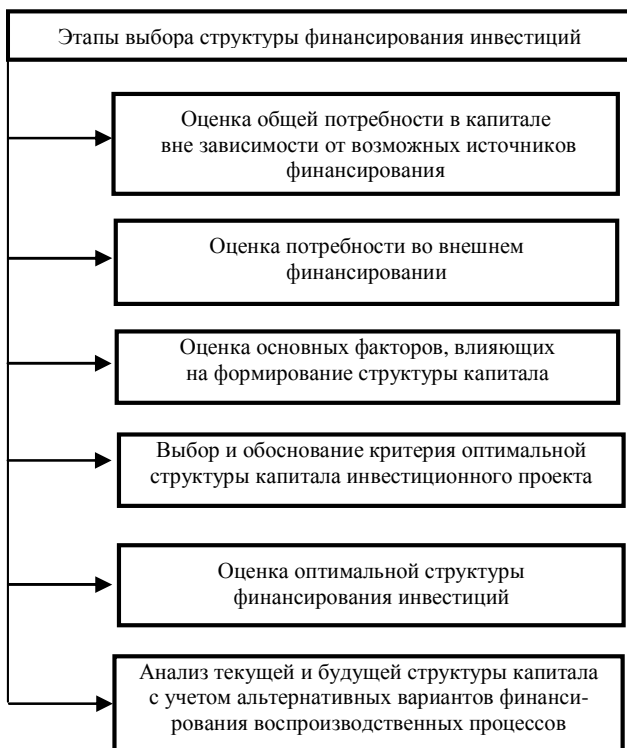 Этапы выбора структуры финансирования инвестиций
Оценка общей потребности в капитале
вне зависимости от возможных источников
финансирования
Оценка потребности во внешнем
финансировании
Оценка основных факторов, влияющих
на формирование структуры капитала
Выбор и обоснование критерия оптимальной
структуры капитала инвестиционного проекта
Оценка оптимальной структуры
финансирования инвестиций
Анализ текущей и будущей структуры капитала
с учетом альтернативных вариантов финанси-
рования воспроизводственных процессов